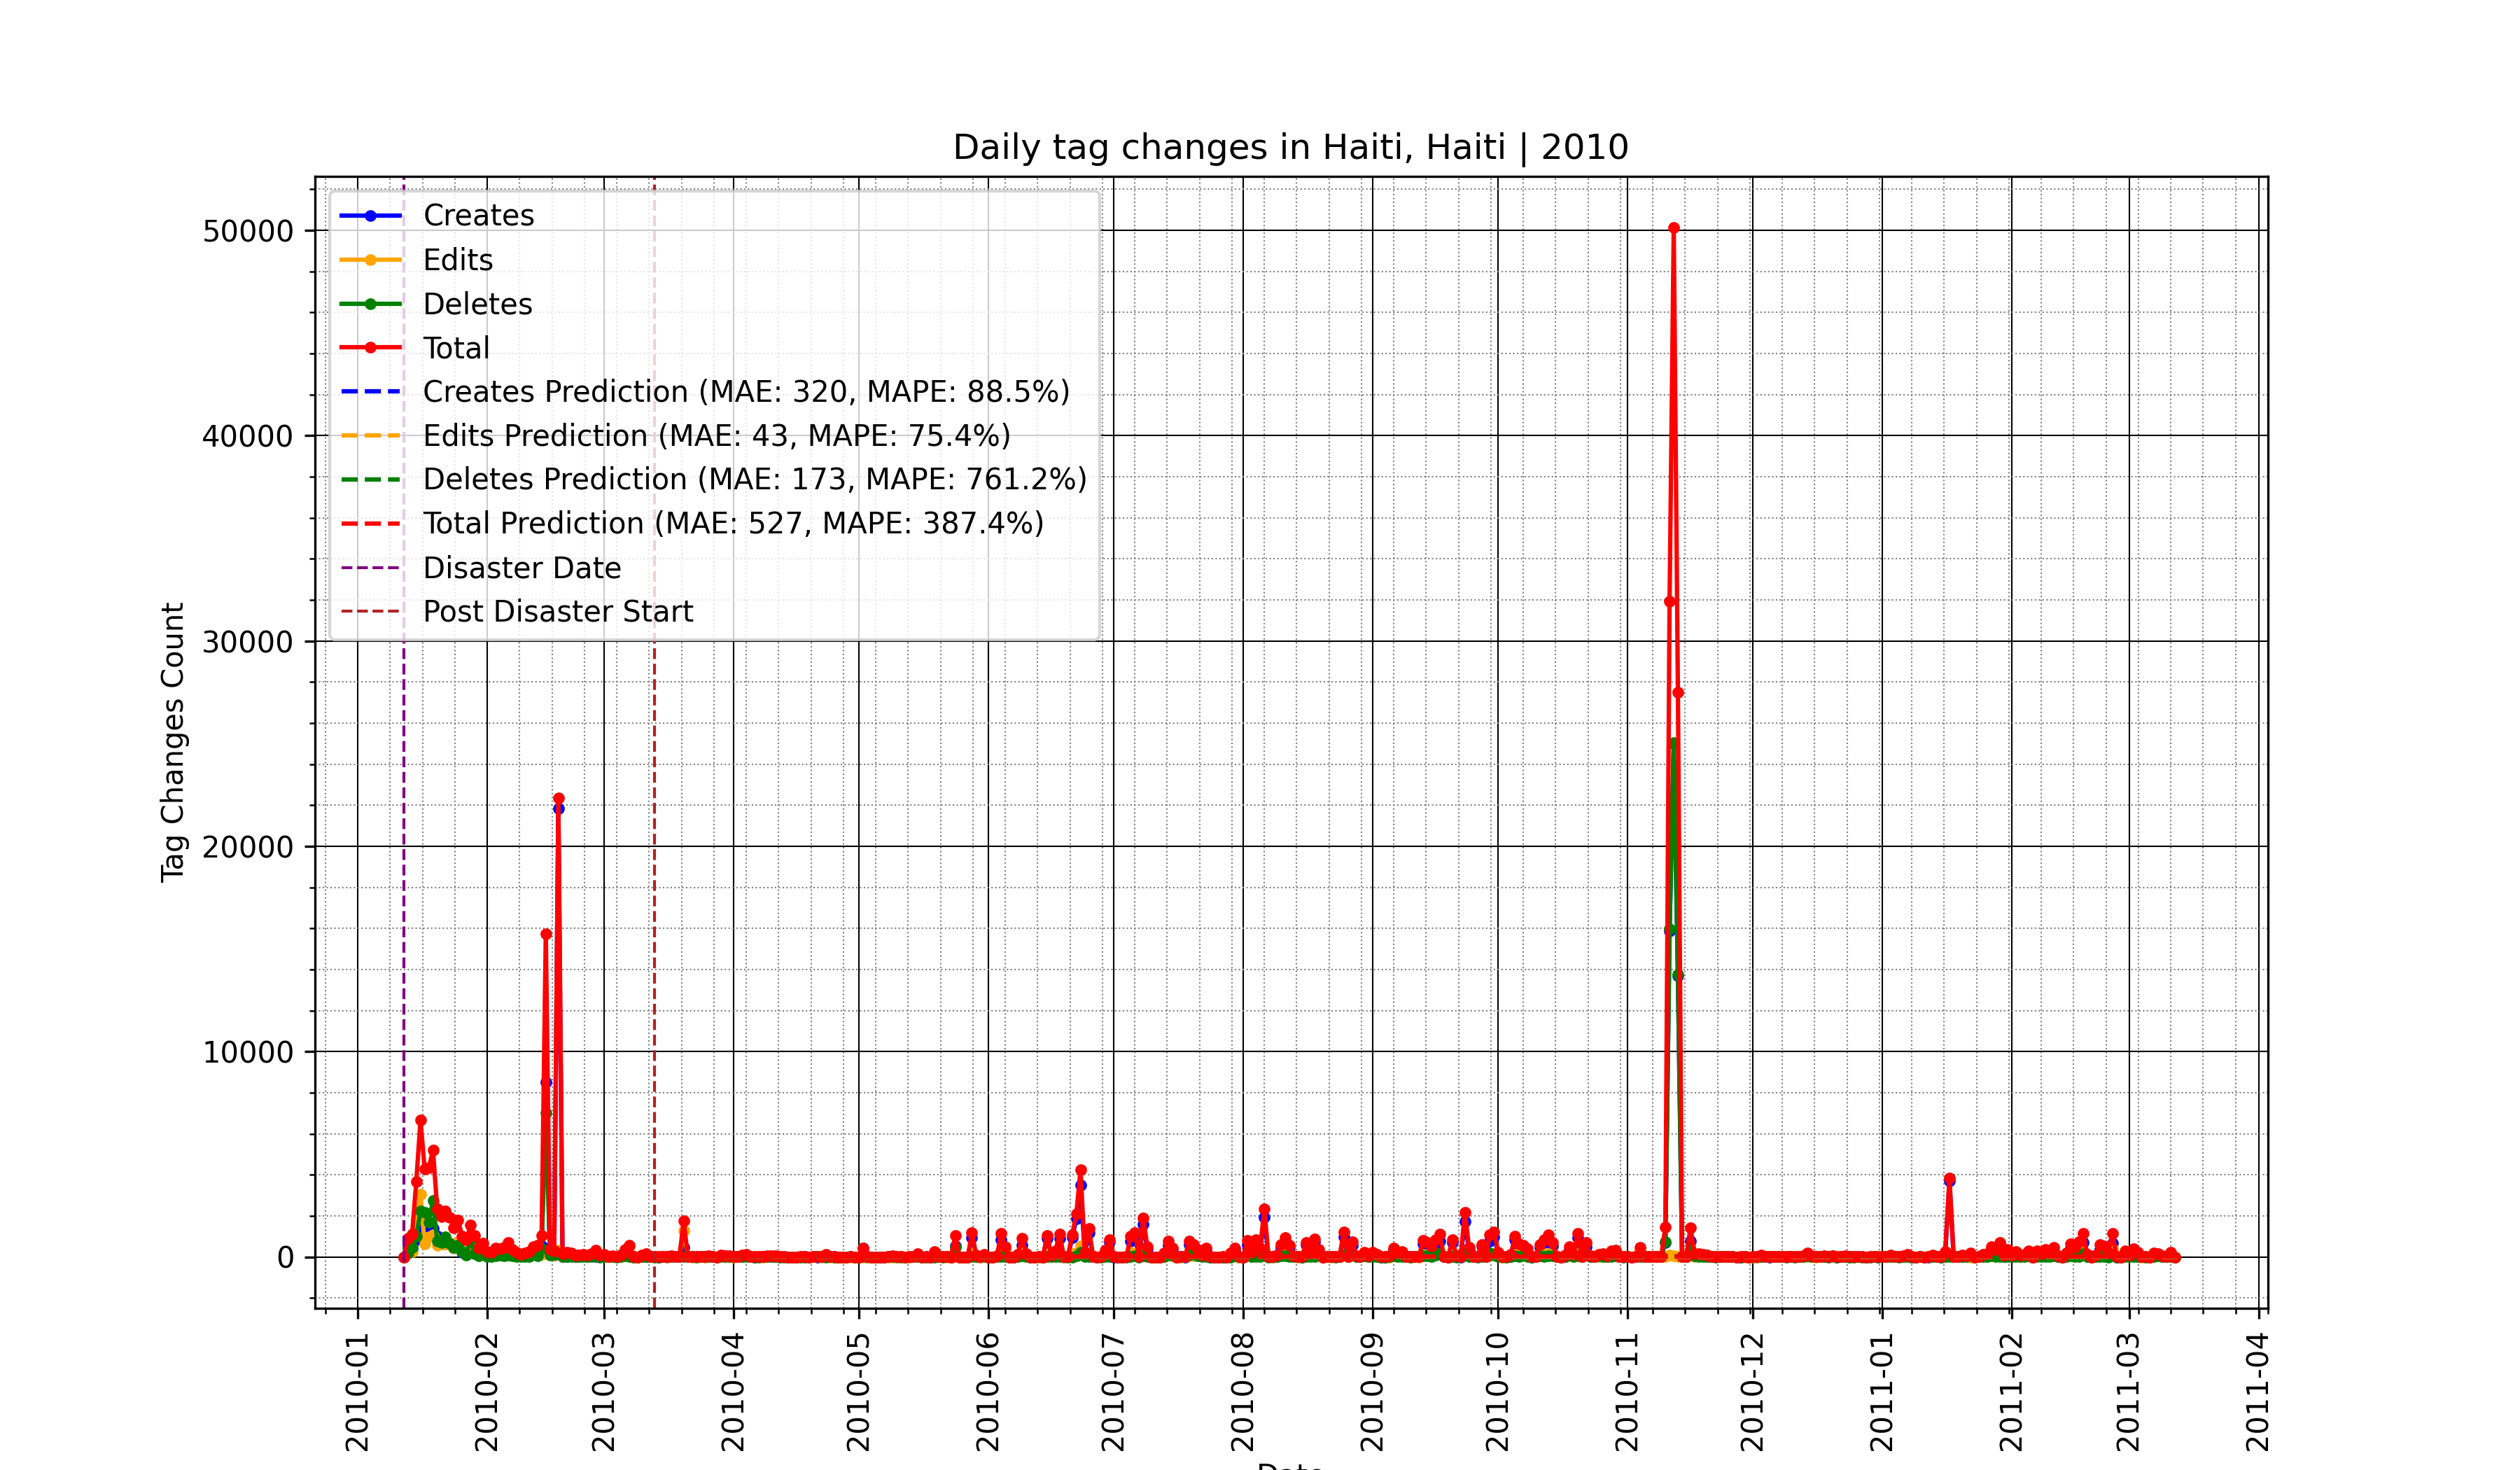 Daily tag changes in Haiti, Haiti | 2010
Tag Changes Count
50000
40000
30000
20000
10000
0
Creates
Edits
Deletes
Total
Creates Prediction (MAE: 320, MAPE: 88.5%)
Edits Prediction (MAE: 43, MAPE: 75.4%)
Deletes Prediction (MAE: 173, MAPE: 761.2%)
Total Prediction (MAE: 527, MAPE: 387.4%)
Disaster Date
Post Disaster Start
2010-01
2010-02
2010-03
2010-04
2010-05
2010-06
2010-07
2010-08
2010-09
2010-10
2010-11
2010-12
2011-01
2011-02
2011-03
2011-04
Date